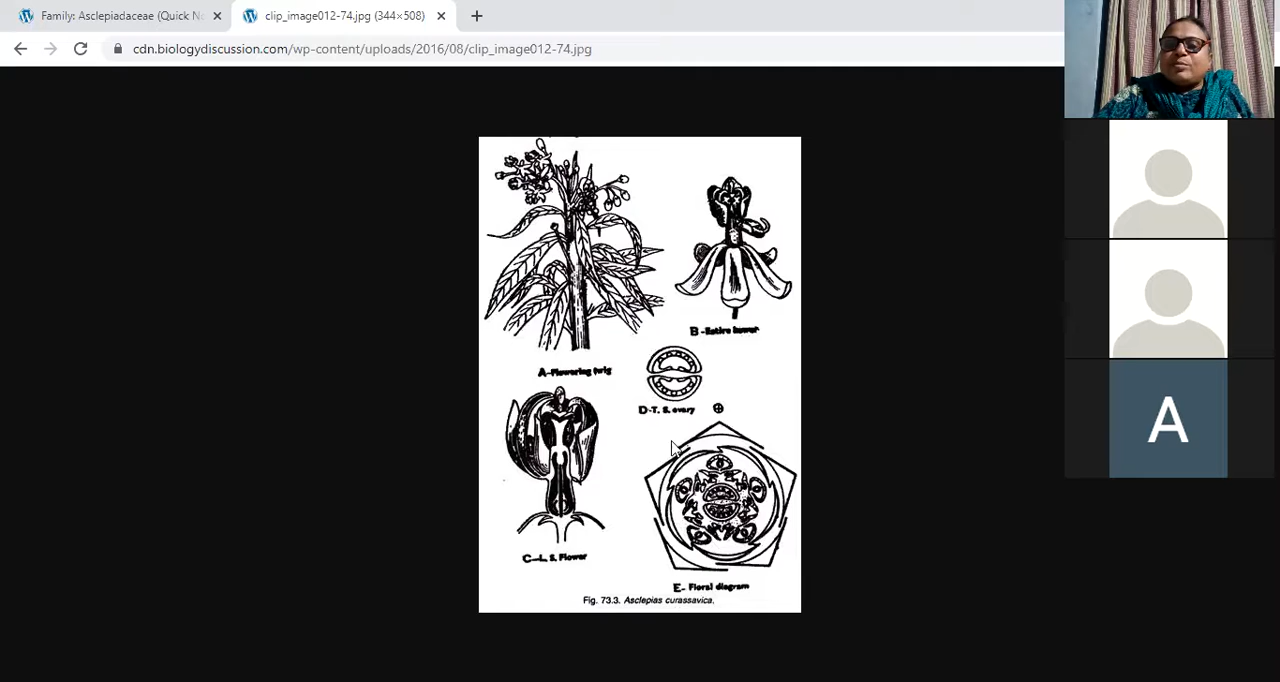 Family: Asclepiadaceae (Quick No
clip_image012-74.jpg (344×508)
cdn.biologydiscussion.com/wp-content/uploads/2016/08/clip_image012-74.jpg
B -Entire flower
A-Flowering twig
D-T. S. ovary
C-L. S. Flower
E- Floral diagram
Fig. 73.3. Asclepias curassavica.
A